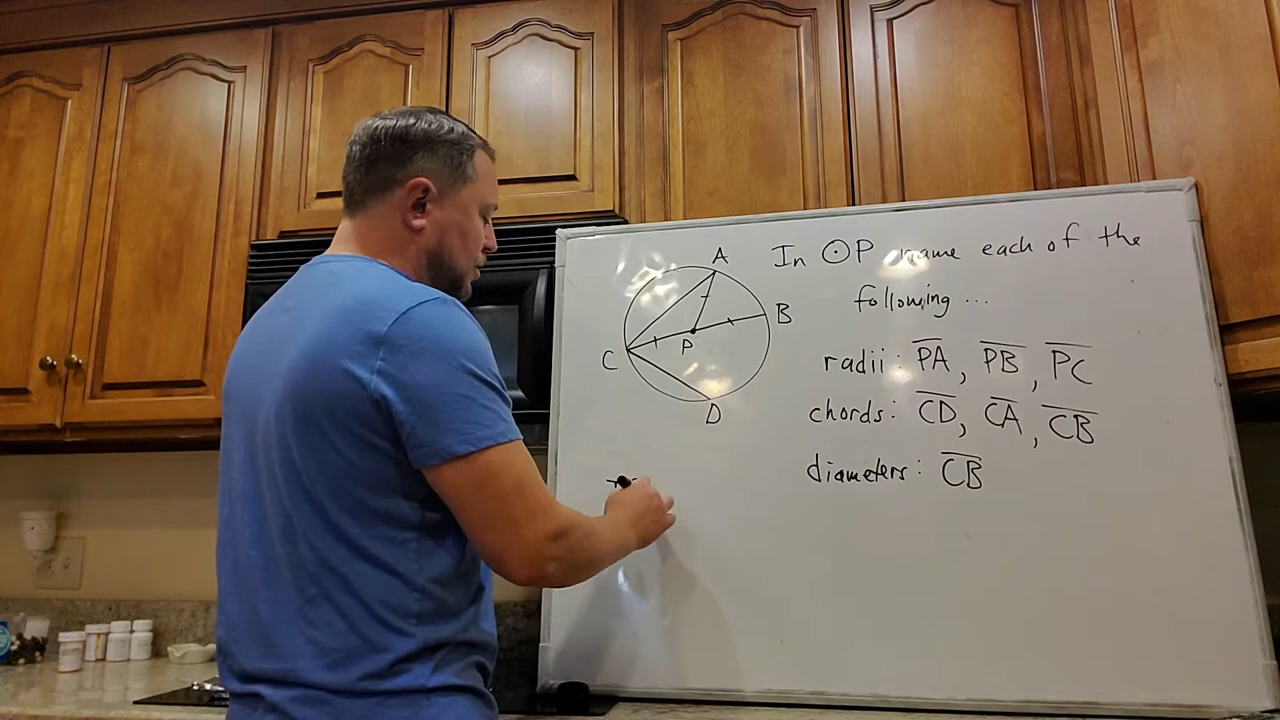 In ⊙P name each of the
following ...
A
B
C
P
D
radii: PA, PB, PC
chords: CD, CA, CB
diameters: CB